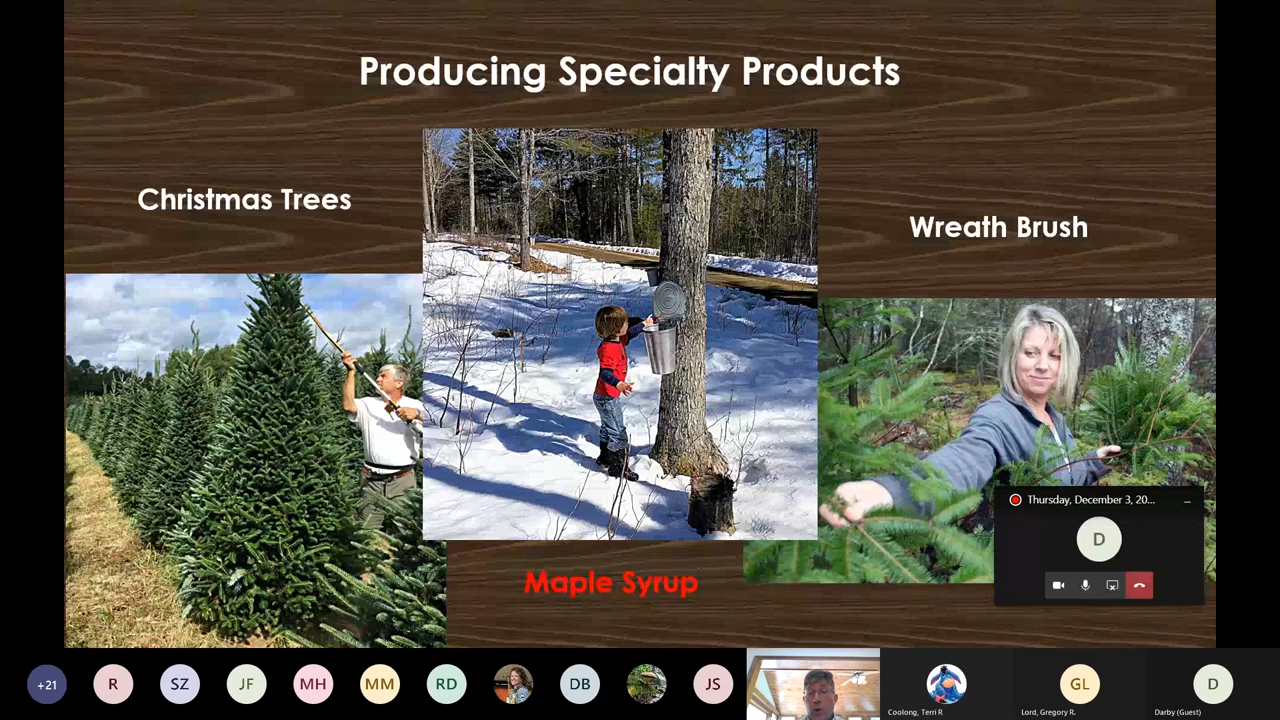 Producing Specialty Products
Christmas Trees
Wreath Brush
Maple Syrup
Thursday, December 3, 20...
D
+21
R
SZ
JF
MH
MM
RD
DB
JS
Coolong, Terri R
GL
Lord, Gregory R.
D
Darby (Guest)